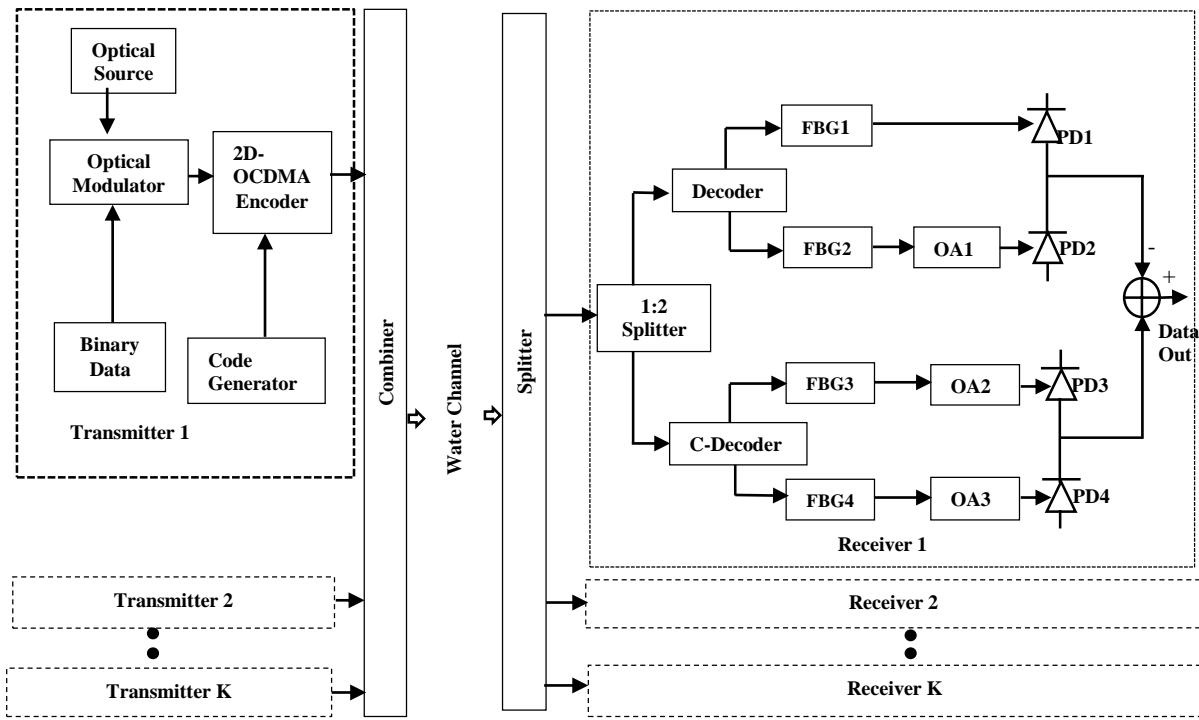 Optical
Source
Optical
Modulator
2D-
OCDMA
Encoder
Binary
Data
Code
Generator
Transmitter 1
Combiner
Water Channel
Splitter
1:2
Splitter
Decoder
FBG1
PD1
FBG2
OA1
PD2
-
+
Data
Out
C-Decoder
FBG3
OA2
PD3
FBG4
OA3
PD4
Receiver 1
Transmitter 2
Receiver 2
Transmitter K
Receiver K